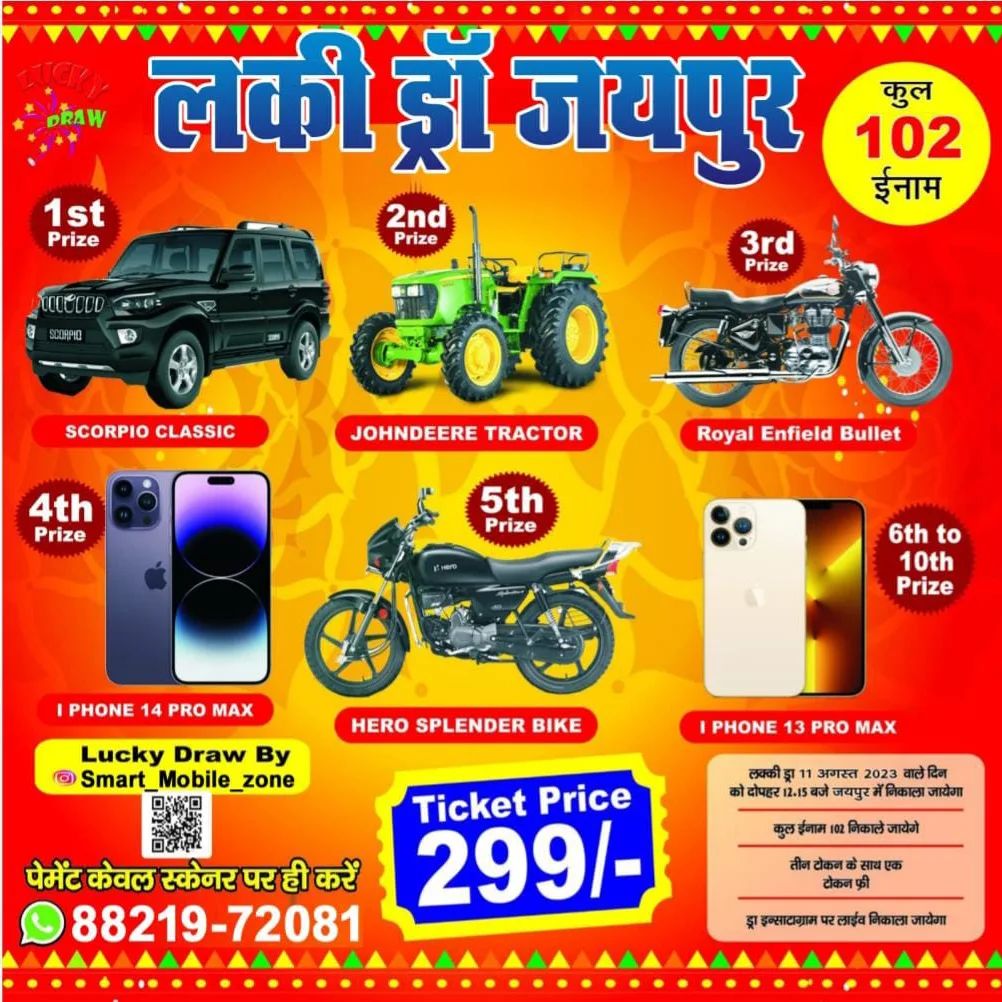 LUCKY
DRAW
लकी ड्रॉ जयपुर
कुल
102
ईनाम
1st
Prize
2nd
Prize
3rd
Prize
SCORPIO
SCORPIO CLASSIC
JOHNDEERE TRACTOR
Royal Enfield Bullet
4th
Prize
5th
Prize
6th to
10th
Prize
Hero
I PHONE 14 PRO MAX
HERO SPLENDER BIKE
I PHONE 13 PRO MAX
Lucky Draw By
Smart_Mobile_zone
पेमेंट केवल स्केनर पर ही करें
88219-72081
Ticket Price
299/-
लक्की ड्रा 11 अगस्त 2023 वाले दिन
को दोपहर 12.15 बजे जयपुर में निकाला जायेगा
कुल ईनाम 102 निकाले जायेगे
तीन टोकन के साथ एक
टोकन फ्री
ड्रा इन्साटाग्राम पर लाईव निकाला जायेगा